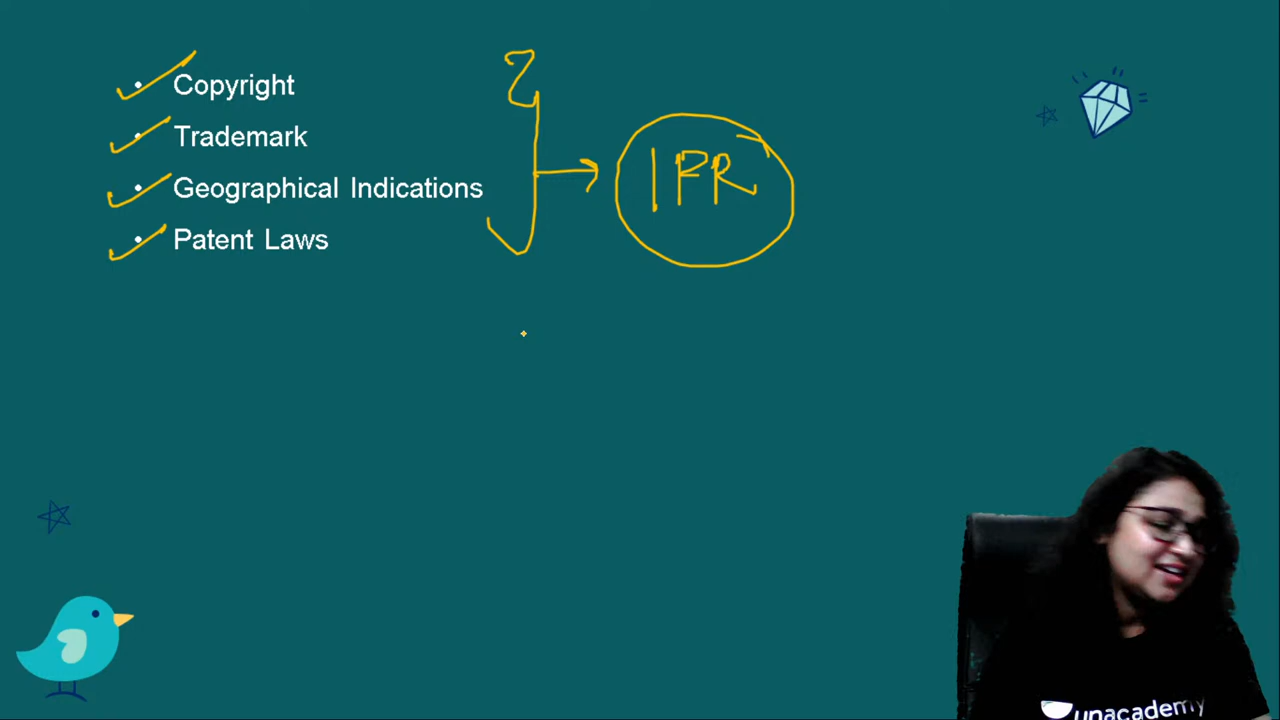 • Copyright
• Trademark
• Geographical Indications
• Patent Laws
IPR
unacademy